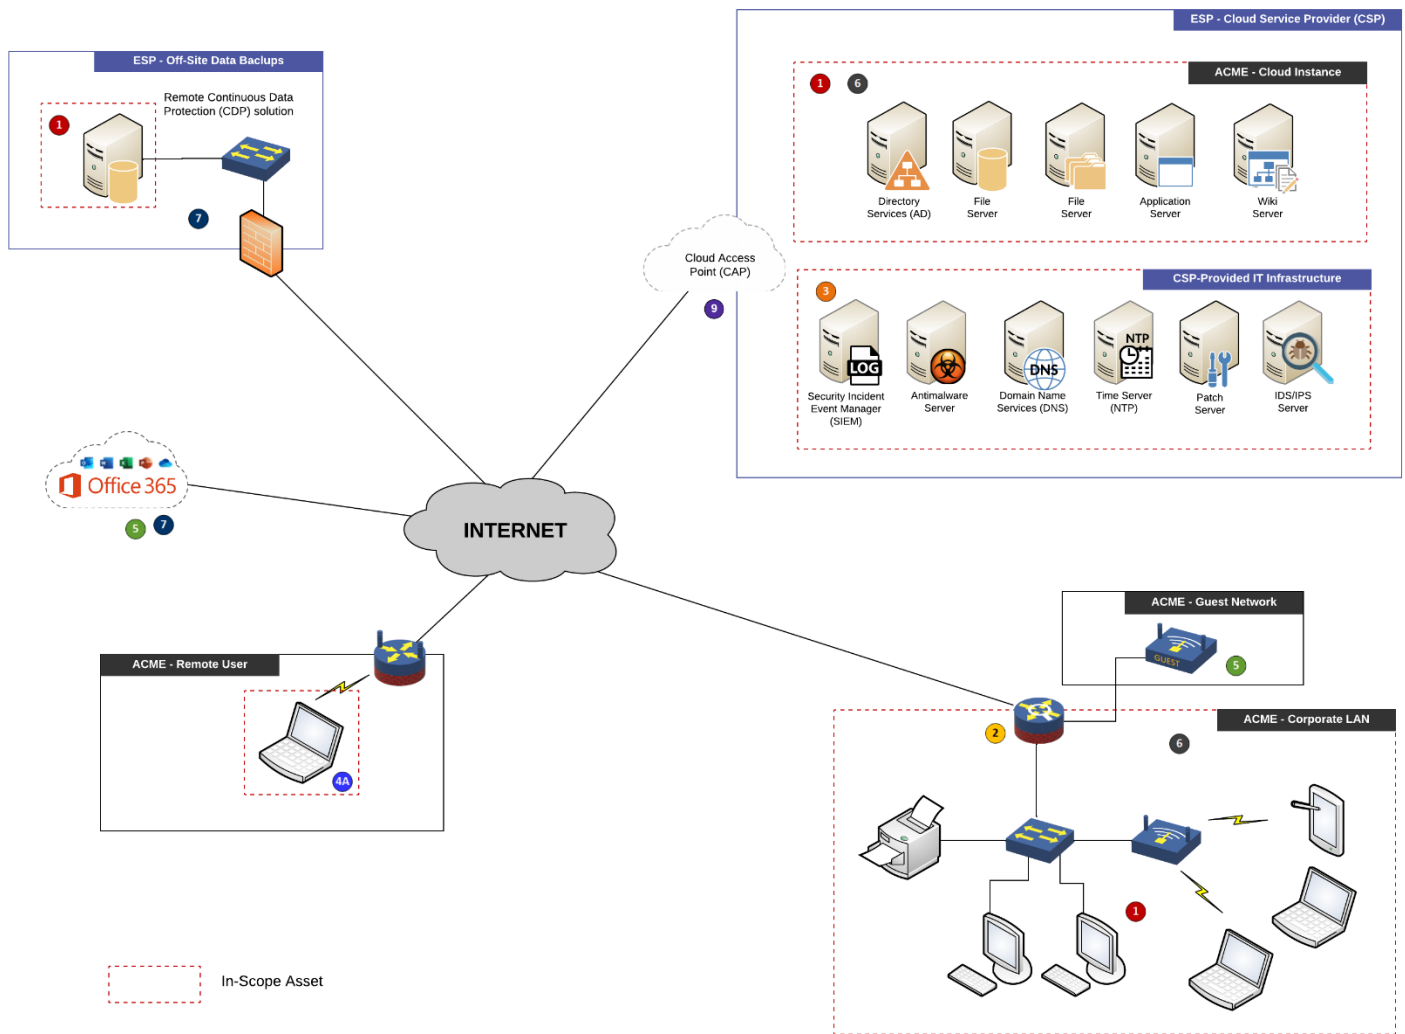 ESP - Cloud Service Provider (CSP)
ESP - Off-Site Data Baclups
Remote Continuous Data
Protection (CDP) solution
1
7
ACME - Cloud Instance
1
6
Directory
Services (AD)
File
Server
File
Server
Application
Server
Wiki
Server
Cloud Access
Point (CAP)
9
CSP-Provided IT Infrastructure
3
LOG
DNS
NTP
Security Incident
Event Manager
(SIEM)
Antimalware
Server
Domain Name
Services (DNS)
Time Server
(NTP)
Patch
Server
IDS/IPS
Server
Office 365
5
7
INTERNET
ACME - Guest Network
GUEST
5
ACME - Remote User
4A
ACME - Corporate LAN
2
6
1
In-Scope Asset